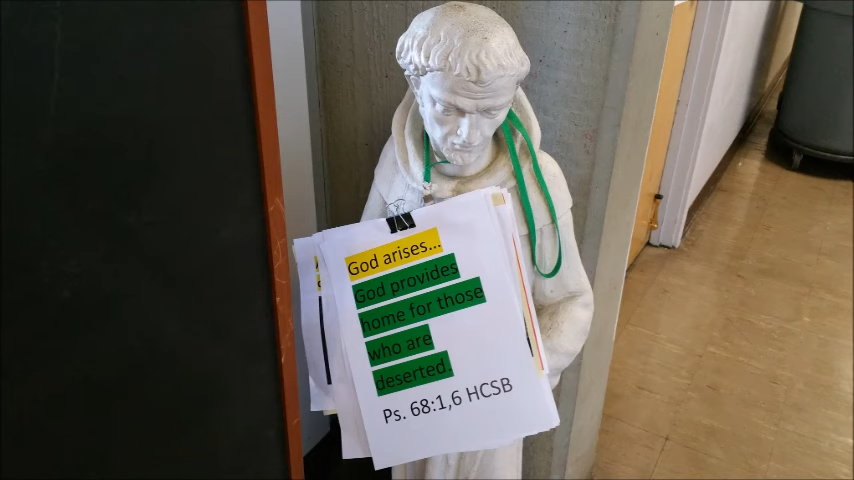 God arises...
God provides
home for those
who are
deserted.
Ps. 68:1,6 HCSB